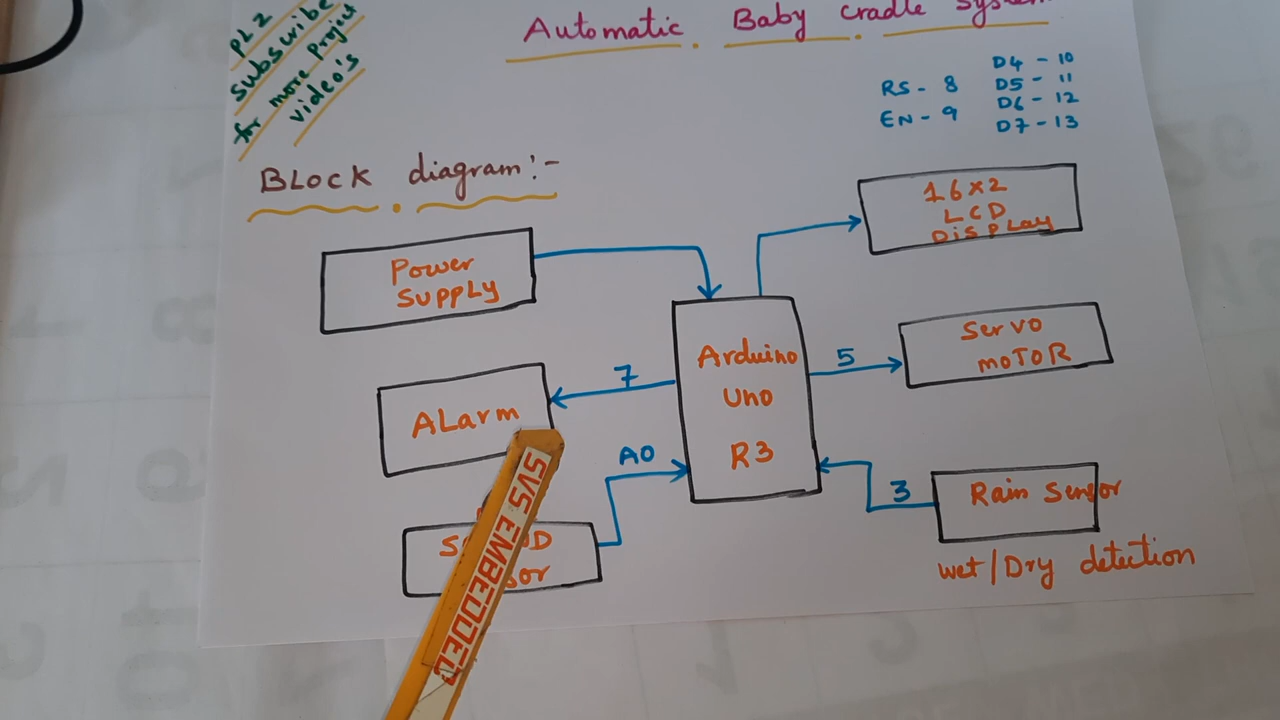 PLZ
subscribe
for more Project
video's
Automatic Baby cradle System
RS - 8
EN - 9
D4 - 10
D5 - 11
D6 - 12
D7 - 13
BLock diagram:-
Power
supply
16x2
LCD
DiSPLay
Arduino
Uno
R3
Servo
moToR
5
7
ALarm
A0
3
Rain Sensor
wet/Dry detection
SVS EMBEDDED